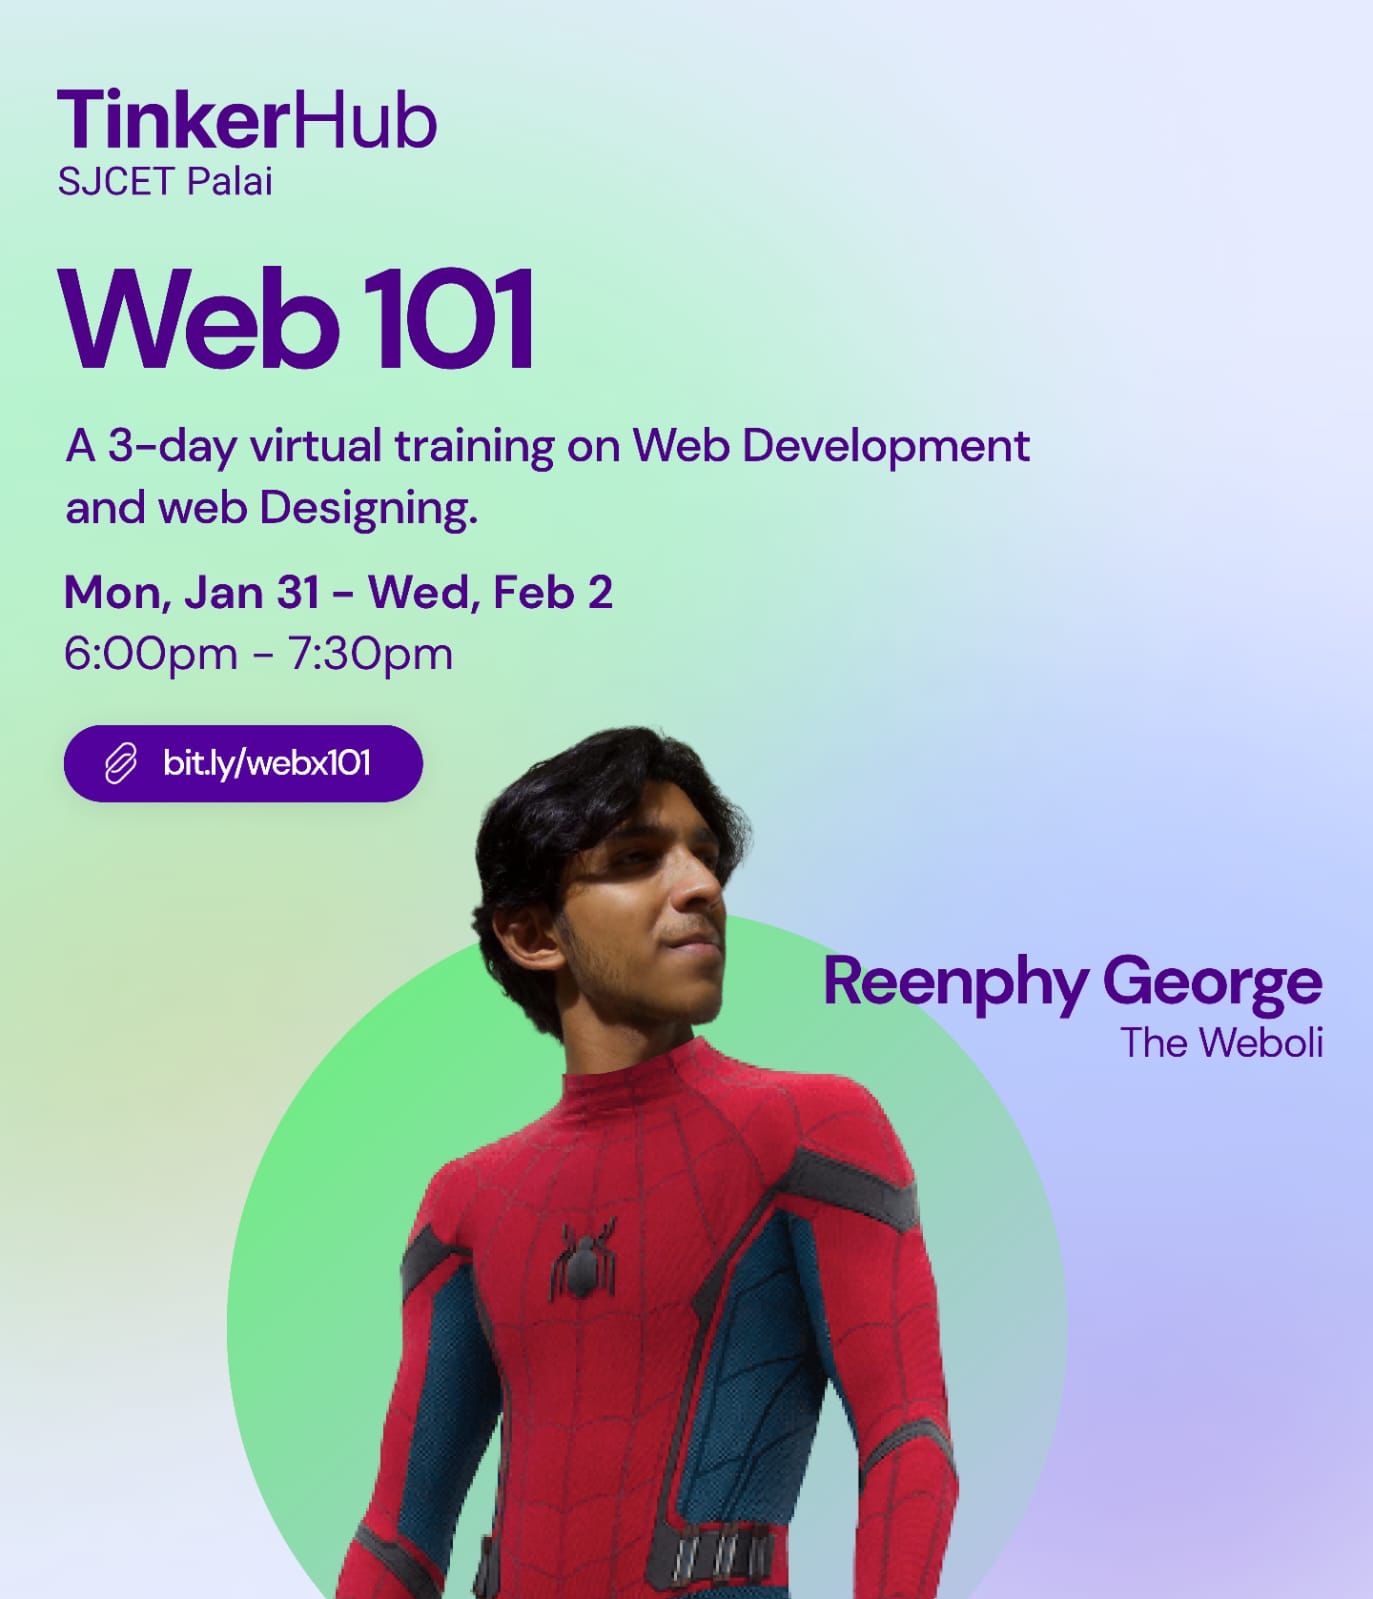 TinkerHub
SJCET Palai
Web 101
A 3-day virtual training on Web Development
and web Designing.
Mon, Jan 31 - Wed, Feb 2
6:00pm - 7:30pm
bit.ly/webx101
Reenphy George
The Weboli